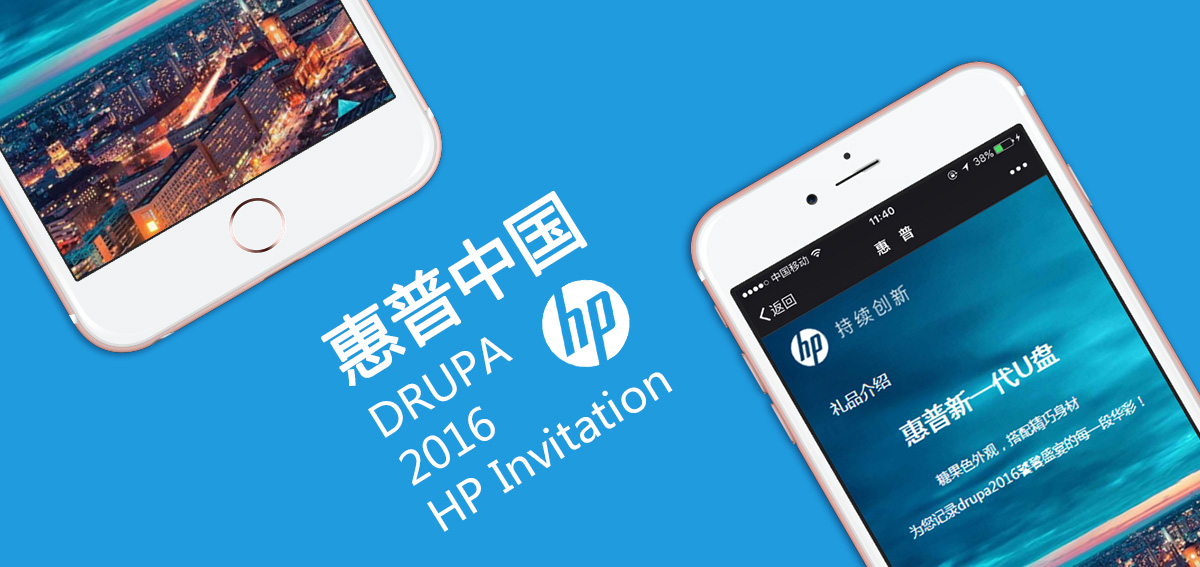 惠普中国
DRUPA
2016
HP Invitation
hp
中国移动
11:40
38%
返回
惠 普
hp
持续创新
礼品介绍
惠普新一代U盘
糖果色外观，搭配精巧身材
为您记录drupa2016饕餮盛宴的每一段华彩！